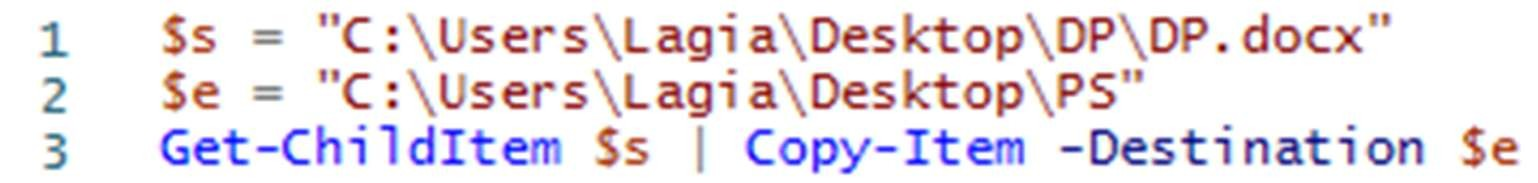 1 $s = "C:\Users\Lagia\Desktop\DP\DP.docx"
2 $e = "C:\Users\Lagia\Desktop\PS"
3 Get-ChildItem $s | Copy-Item -Destination $e